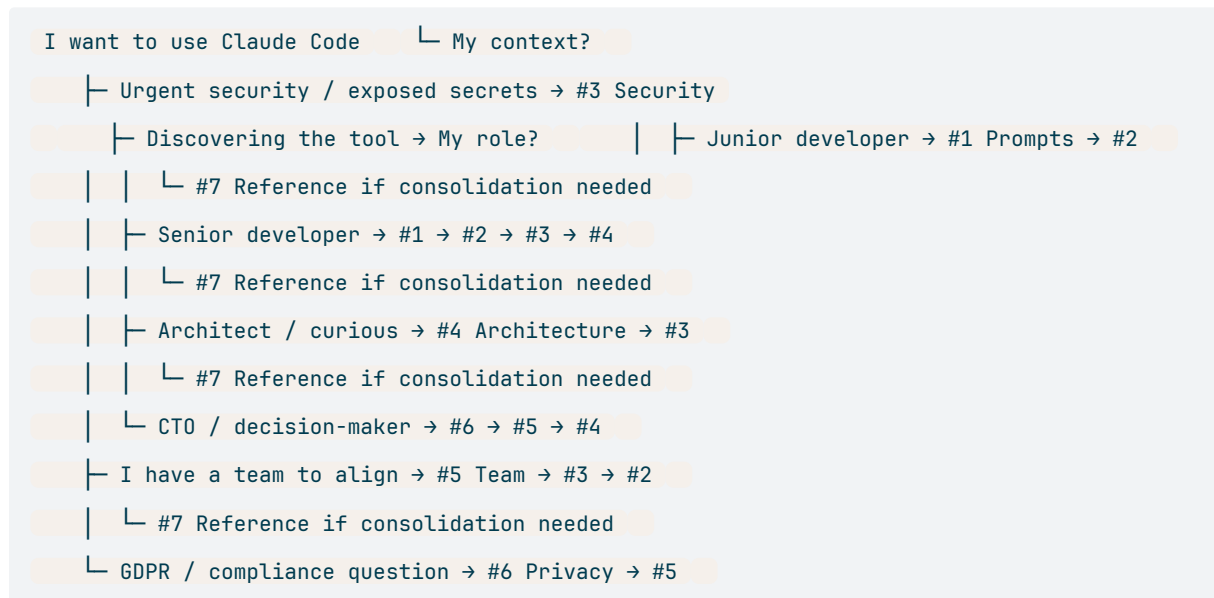 I want to use Claude Code    └─ My context?
   ├─ Urgent security / exposed secrets → #3 Security
     ├─ Discovering the tool → My role?       │  ├─ Junior developer → #1 Prompts → #2
   │  │  └─ #7 Reference if consolidation needed
   │  ├─ Senior developer → #1 → #2 → #3 → #4
   │  │  └─ #7 Reference if consolidation needed
   │  ├─ Architect / curious → #4 Architecture → #3
   │  │  └─ #7 Reference if consolidation needed
   │  └─ CTO / decision-maker → #6 → #5 → #4
   ├─ I have a team to align → #5 Team → #3 → #2
   │  └─ #7 Reference if consolidation needed
   └─ GDPR / compliance question → #6 Privacy → #5